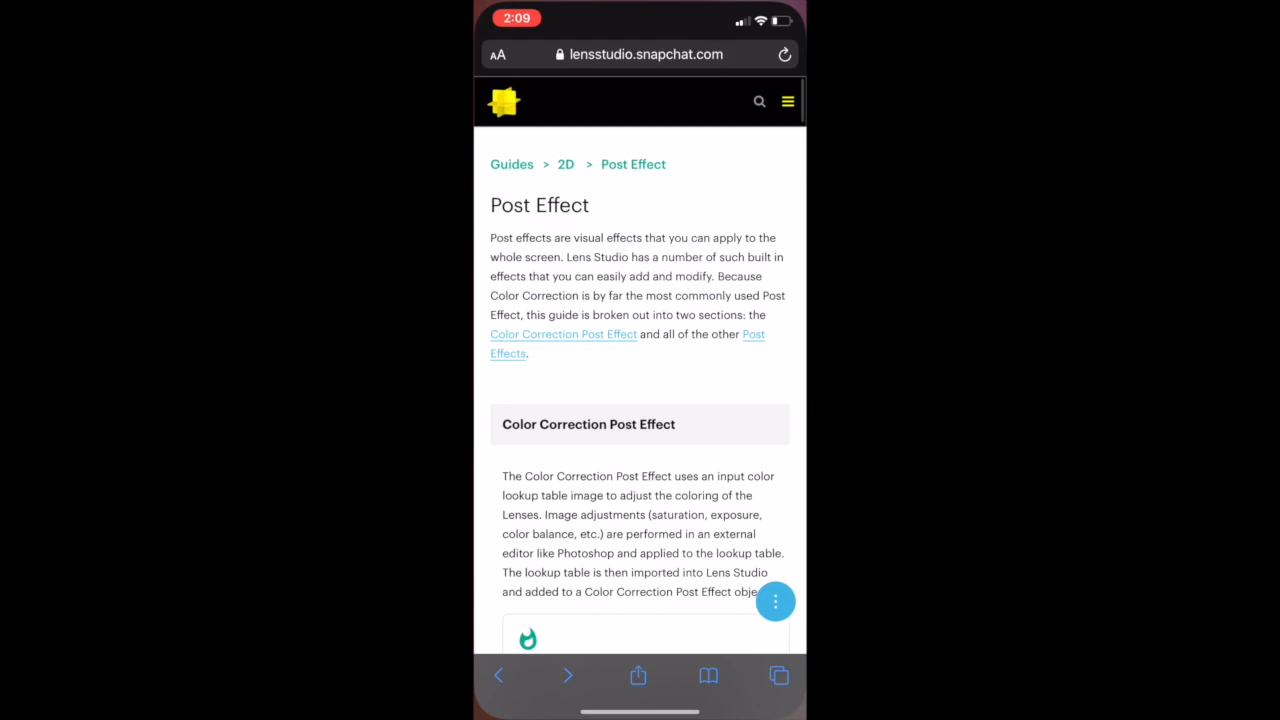 2:09
AA lensstudio.snapchat.com
Guides > 2D > Post Effect
Post Effect
Post effects are visual effects that you can apply to the
whole screen. Lens Studio has a number of such built in
effects that you can easily add and modify. Because
Color Correction is by far the most commonly used Post
Effect, this guide is broken out into two sections: the
Color Correction Post Effect and all of the other Post
Effects.
Color Correction Post Effect
The Color Correction Post Effect uses an input color
lookup table image to adjust the coloring of the
Lenses. Image adjustments (saturation, exposure,
color balance, etc.) are performed in an external
editor like Photoshop and applied to the lookup table.
The lookup table is then imported into Lens Studio
and added to a Color Correction Post Effect obje